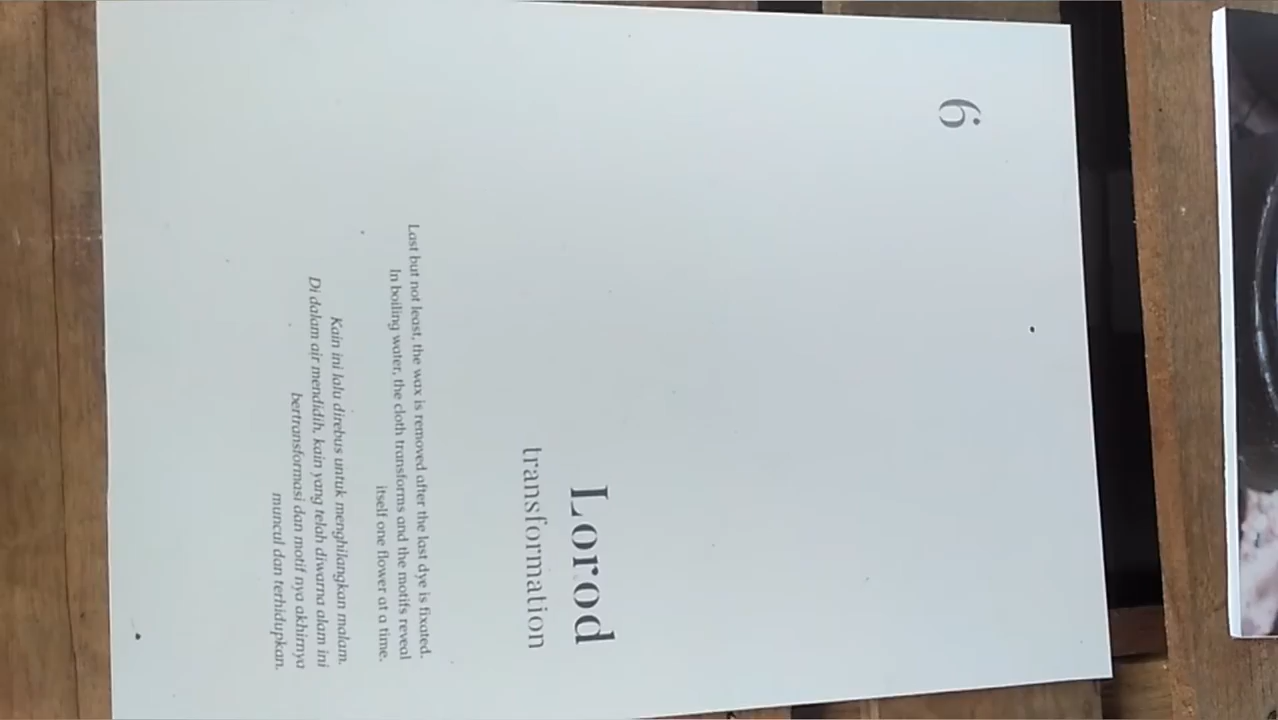 6
Lorod
transformation
Last but not least, the wax is removed after the last dye is fixated.
In boiling water, the cloth transforms and the motifs reveal
itself one flower at a time.
Kain ini lalu direbus untuk menghilangkan malam.
Di dalam air mendidih, kain yang telah diwarna alam ini
bertransformasi dan motif nya akhirnya
muncul dan terhidupkan.